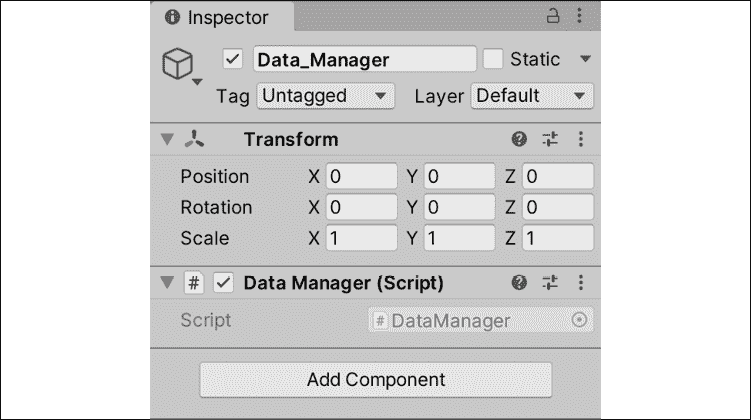 Inspector
Data_Manager Static
Tag Untagged Layer Default
Transform
Position X 0 Y 0 Z 0
Rotation X 0 Y 0 Z 0
Scale X 1 Y 1 Z 1
# Data Manager (Script)
Script # DataManager
Add Component